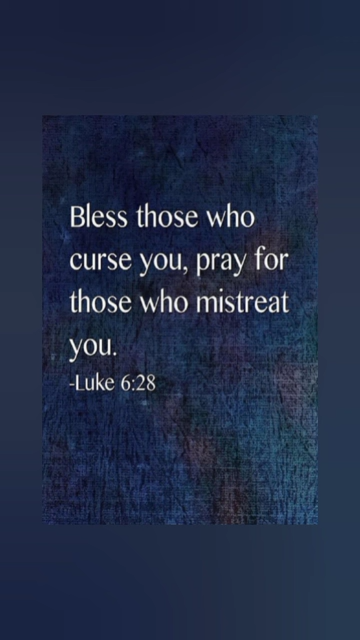 Bless those who
curse you, pray for
those who mistreat
you.
-Luke 6:28